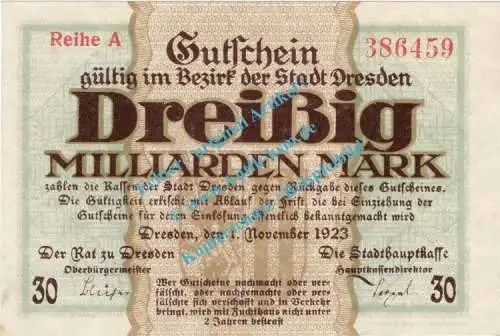 Reihe A
Gutschein
386459
gültig im Bezirk der Stadt Dresden
Dreißig
MILLIARDEN MARK
zahlen die Kassen der Stadt Dresden gegen Rückgabe dieses Gutscheines.
Die Gültigkeit erlischt mit Ablauf der Frist, die bei Einziehung der
Gutscheine für den Einlösung öffentlich bekanntgemacht wird
Dresden, den 1. November 1923
Der Rat zu Dresden
Die Stadthauptkasse
Oberbürgermeister
Hauptkassendirektor
30
Wer Gutscheine nachmacht oder ver-
fälscht, oder nachgemachte oder ver-
fälschte sich verschafft und in Verkehr
bringt, wird mit Zuchthaus nicht unter
2 Jahren bestraft
30